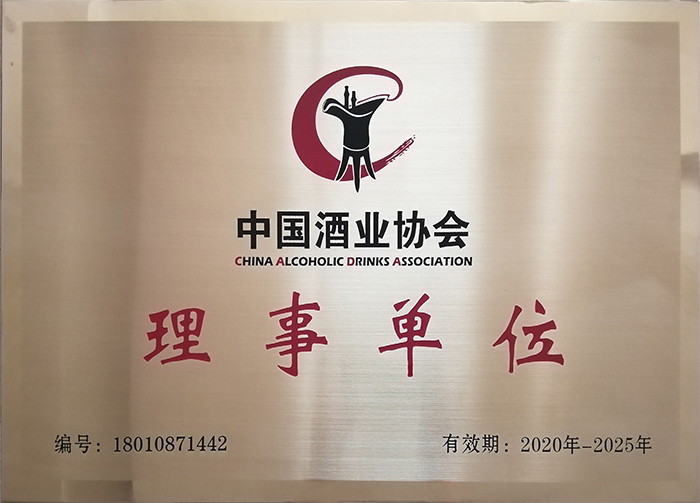 中国酒业协会
CHINA ALCOHOLIC DRINKS ASSOCIATION
理事单位
编号：18010871442
有效期：2020年-2025年